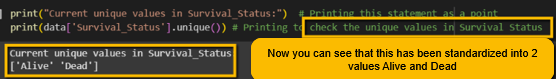 print("Current unique values in Survival_Status:") # Printing this statement as a point
print(data['Survival_Status'].unique()) # Printing to check the unique values in Survival Status
Current unique values in Survival_Status
['Alive' 'Dead']
Now you can see that this has been standardized into 2
values Alive and Dead